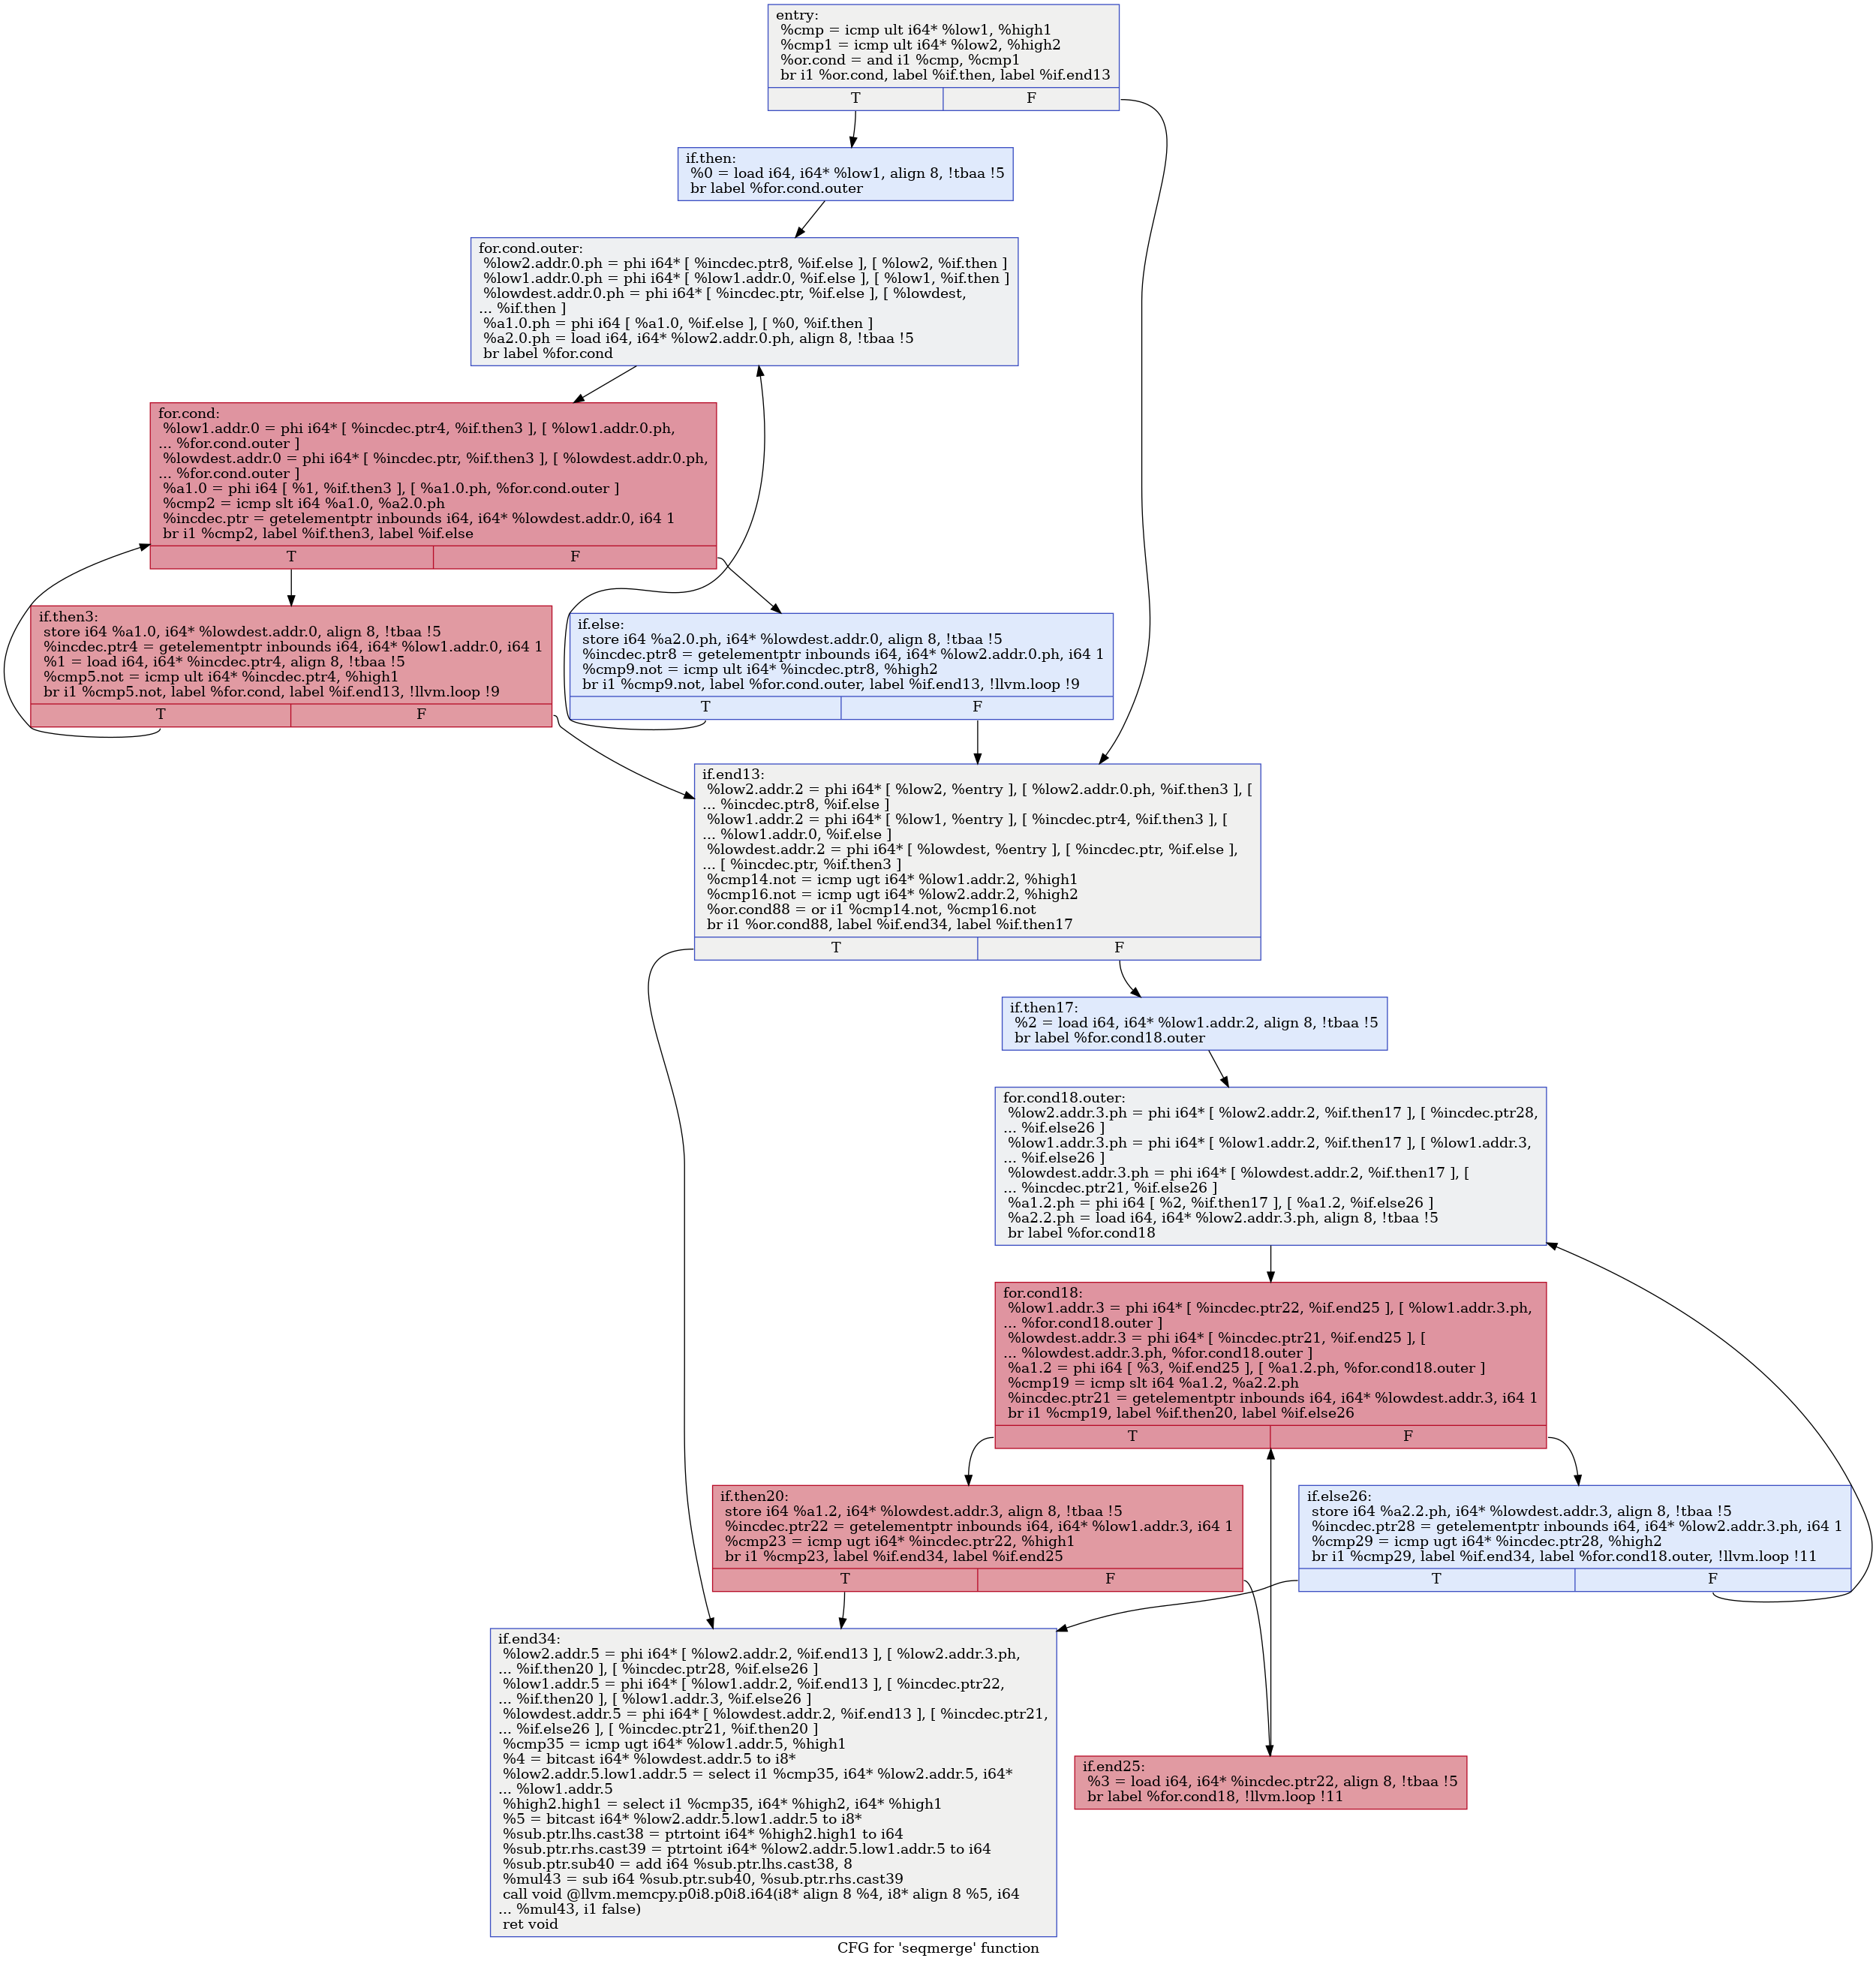 entry:
%cmp = icmp ult i64* %low1, %high1
%cmp1 = icmp ult i64* %low2, %high2
%or.cond = and i1 %cmp, %cmp1
br i1 %or.cond, label %if.then, label %if.end13
T F
if.then:
%0 = load i64, i64* %low1, align 8, !tbaa !5
br label %for.cond.outer
for.cond.outer:
%low2.addr.0.ph = phi i64* [ %incdec.ptr8, %if.else ], [ %low2, %if.then ]
%low1.addr.0.ph = phi i64* [ %low1.addr.0, %if.else ], [ %low1, %if.then ]
%lowdest.addr.0.ph = phi i64* [ %incdec.ptr, %if.else ], [ %lowdest,
... %if.then ]
%a1.0.ph = phi i64 [ %a1.0, %if.else ], [ %0, %if.then ]
%a2.0.ph = load i64, i64* %low2.addr.0.ph, align 8, !tbaa !5
br label %for.cond
for.cond:
%low1.addr.0 = phi i64* [ %incdec.ptr4, %if.then3 ], [ %low1.addr.0.ph,
... %for.cond.outer ]
%lowdest.addr.0 = phi i64* [ %incdec.ptr, %if.then3 ], [ %lowdest.addr.0.ph,
... %for.cond.outer ]
%a1.0 = phi i64 [ %1, %if.then3 ], [ %a1.0.ph, %for.cond.outer ]
%cmp2 = icmp slt i64 %a1.0, %a2.0.ph
%incdec.ptr = getelementptr inbounds i64, i64* %lowdest.addr.0, i64 1
br i1 %cmp2, label %if.then3, label %if.else
T F
if.then3:
store i64 %a1.0, i64* %lowdest.addr.0, align 8, !tbaa !5
%incdec.ptr4 = getelementptr inbounds i64, i64* %low1.addr.0, i64 1
%1 = load i64, i64* %incdec.ptr4, align 8, !tbaa !5
%cmp5.not = icmp ult i64* %incdec.ptr4, %high1
br i1 %cmp5.not, label %for.cond, label %if.end13, !llvm.loop !9
T F
if.else:
store i64 %a2.0.ph, i64* %lowdest.addr.0, align 8, !tbaa !5
%incdec.ptr8 = getelementptr inbounds i64, i64* %low2.addr.0.ph, i64 1
%cmp9.not = icmp ult i64* %incdec.ptr8, %high2
br i1 %cmp9.not, label %for.cond.outer, label %if.end13, !llvm.loop !9
T F
if.end13:
%low2.addr.2 = phi i64* [ %low2, %entry ], [ %low2.addr.0.ph, %if.then3 ], [
... %incdec.ptr8, %if.else ]
%low1.addr.2 = phi i64* [ %low1, %entry ], [ %incdec.ptr4, %if.then3 ], [
... %low1.addr.0, %if.else ]
%lowdest.addr.2 = phi i64* [ %lowdest, %entry ], [ %incdec.ptr, %if.else ],
... [ %incdec.ptr, %if.then3 ]
%cmp14.not = icmp ugt i64* %low1.addr.2, %high1
%cmp16.not = icmp ugt i64* %low2.addr.2, %high2
%or.cond88 = or i1 %cmp14.not, %cmp16.not
br i1 %or.cond88, label %if.end34, label %if.then17
T F
if.then17:
%2 = load i64, i64* %low1.addr.2, align 8, !tbaa !5
br label %for.cond18.outer
for.cond18.outer:
%low2.addr.3.ph = phi i64* [ %low2.addr.2, %if.then17 ], [ %incdec.ptr28,
... %if.else26 ]
%low1.addr.3.ph = phi i64* [ %low1.addr.2, %if.then17 ], [ %low1.addr.3,
... %if.else26 ]
%lowdest.addr.3.ph = phi i64* [ %lowdest.addr.2, %if.then17 ], [
... %incdec.ptr21, %if.else26 ]
%a1.2.ph = phi i64 [ %2, %if.then17 ], [ %a1.2, %if.else26 ]
%a2.2.ph = load i64, i64* %low2.addr.3.ph, align 8, !tbaa !5
br label %for.cond18
for.cond18:
%low1.addr.3 = phi i64* [ %incdec.ptr22, %if.end25 ], [ %low1.addr.3.ph,
... %for.cond18.outer ]
%lowdest.addr.3 = phi i64* [ %incdec.ptr21, %if.end25 ], [
... %lowdest.addr.3.ph, %for.cond18.outer ]
%a1.2 = phi i64 [ %3, %if.end25 ], [ %a1.2.ph, %for.cond18.outer ]
%cmp19 = icmp slt i64 %a1.2, %a2.2.ph
%incdec.ptr21 = getelementptr inbounds i64, i64* %lowdest.addr.3, i64 1
br i1 %cmp19, label %if.then20, label %if.else26
T F
if.then20:
store i64 %a1.2, i64* %lowdest.addr.3, align 8, !tbaa !5
%incdec.ptr22 = getelementptr inbounds i64, i64* %low1.addr.3, i64 1
%cmp23 = icmp ugt i64* %incdec.ptr22, %high1
br i1 %cmp23, label %if.end34, label %if.end25
T F
if.else26:
store i64 %a2.2.ph, i64* %lowdest.addr.3, align 8, !tbaa !5
%incdec.ptr28 = getelementptr inbounds i64, i64* %low2.addr.3.ph, i64 1
%cmp29 = icmp ugt i64* %incdec.ptr28, %high2
br i1 %cmp29, label %if.end34, label %for.cond18.outer, !llvm.loop !11
T F
if.end34:
%low2.addr.5 = phi i64* [ %low2.addr.2, %if.end13 ], [ %low2.addr.3.ph,
... %if.then20 ], [ %incdec.ptr28, %if.else26 ]
%low1.addr.5 = phi i64* [ %low1.addr.2, %if.end13 ], [ %incdec.ptr22,
... %if.then20 ], [ %low1.addr.3, %if.else26 ]
%lowdest.addr.5 = phi i64* [ %lowdest.addr.2, %if.end13 ], [ %incdec.ptr21,
... %if.else26 ], [ %incdec.ptr21, %if.then20 ]
%cmp35 = icmp ugt i64* %low1.addr.5, %high1
%4 = bitcast i64* %lowdest.addr.5 to i8*
%low2.addr.5.low1.addr.5 = select i1 %cmp35, i64* %low2.addr.5, i64*
... %low1.addr.5
%high2.high1 = select i1 %cmp35, i64* %high2, i64* %high1
%5 = bitcast i64* %low2.addr.5.low1.addr.5 to i8*
%sub.ptr.lhs.cast38 = ptrtoint i64* %high2.high1 to i64
%sub.ptr.rhs.cast39 = ptrtoint i64* %low2.addr.5.low1.addr.5 to i64
%sub.ptr.sub40 = add i64 %sub.ptr.lhs.cast38, 8
%mul43 = sub i64 %sub.ptr.sub40, %sub.ptr.rhs.cast39
call void @llvm.memcpy.p0i8.p0i8.i64(i8* align 8 %4, i8* align 8 %5, i64
... %mul43, i1 false)
ret void
if.end25:
%3 = load i64, i64* %incdec.ptr22, align 8, !tbaa !5
br label %for.cond18, !llvm.loop !11
CFG for 'seqmerge' function